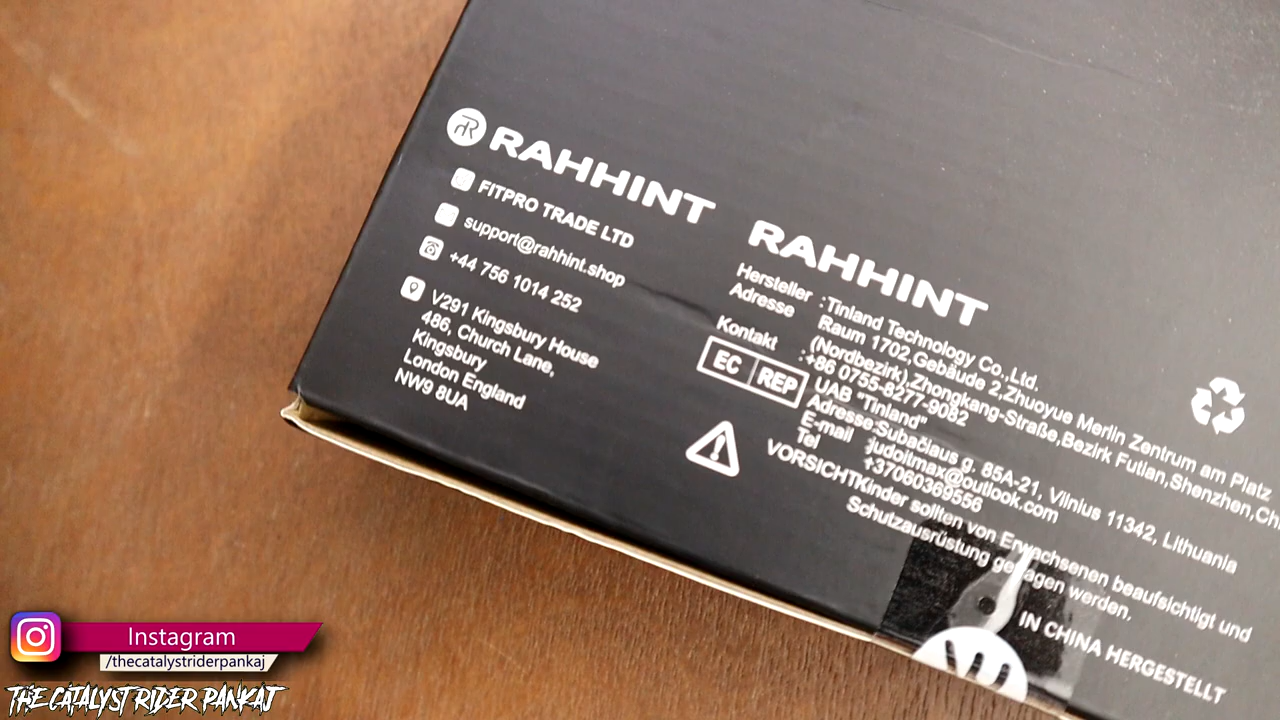 RAHHINT
FITPRO TRADE LTD
support@rahhint.shop
+44 756 1014 252
V291 Kingsbury House
486, Church Lane,
Kingsbury
London England
NW9 8UA
RAHHINT
Hersteller :Tinland Technology Co.,Ltd.
Adresse Raum 1702,Gebäude 2,Zhuoyue Merlin Zentrum am Platz
(Nordbezirk),Zhongkang-Straße,Bezirk Futian,Shenzhen,
Kontakt :+86 0755-8277-9082
EC REP
UAB "Tinland"
Adresse:Subačiaus g. 85A-21, Vilnius 11342, Lithuania
E-mail :judoitmax@outlook.com
Tel +37060369556
VORSICHT:Kinder sollten von Erwachsenen beaufsichtigt und
Schutzausrüstung getragen werden.
IN CHINA HERGESTELLT
Instagram
/thecatalystriderpankaj
THE CATALYST RIDER PANKAJ